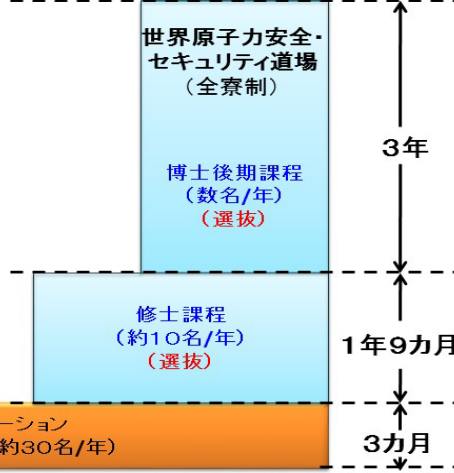 世界原子力安全・
セキュリティ道場
（全寮制）
博士後期課程
（数名/年）
（選抜）
3年
修士課程
（約10名/年）
（選抜）
1年9カ月
ーション
約30名/年）
3カ月